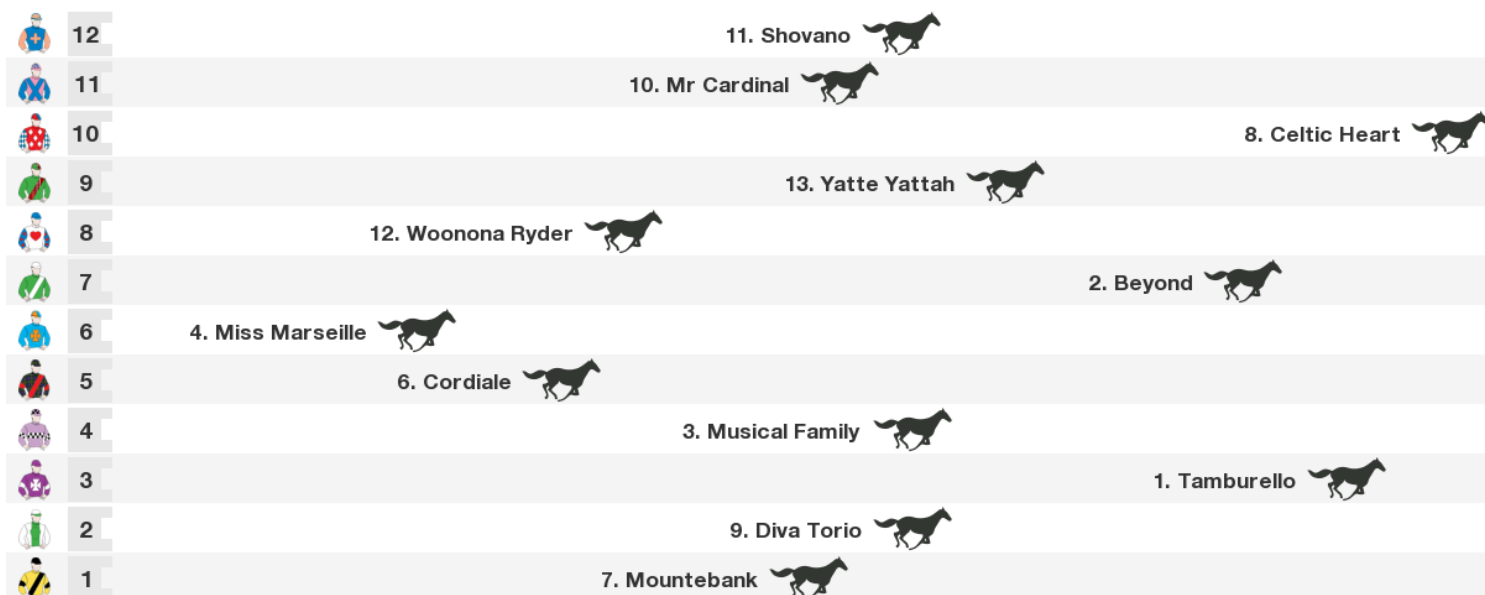 12 11. Shovano
11 10. Mr Cardinal
10 8. Celtic Heart
9 13. Yatte Yattah
8 12. Woonona Ryder
7 2. Beyond
6 4. Miss Marseille
5 6. Cordiale
4 3. Musical Family
3 1. Tamburello
2 9. Diva Torio
1 7. Mountebank